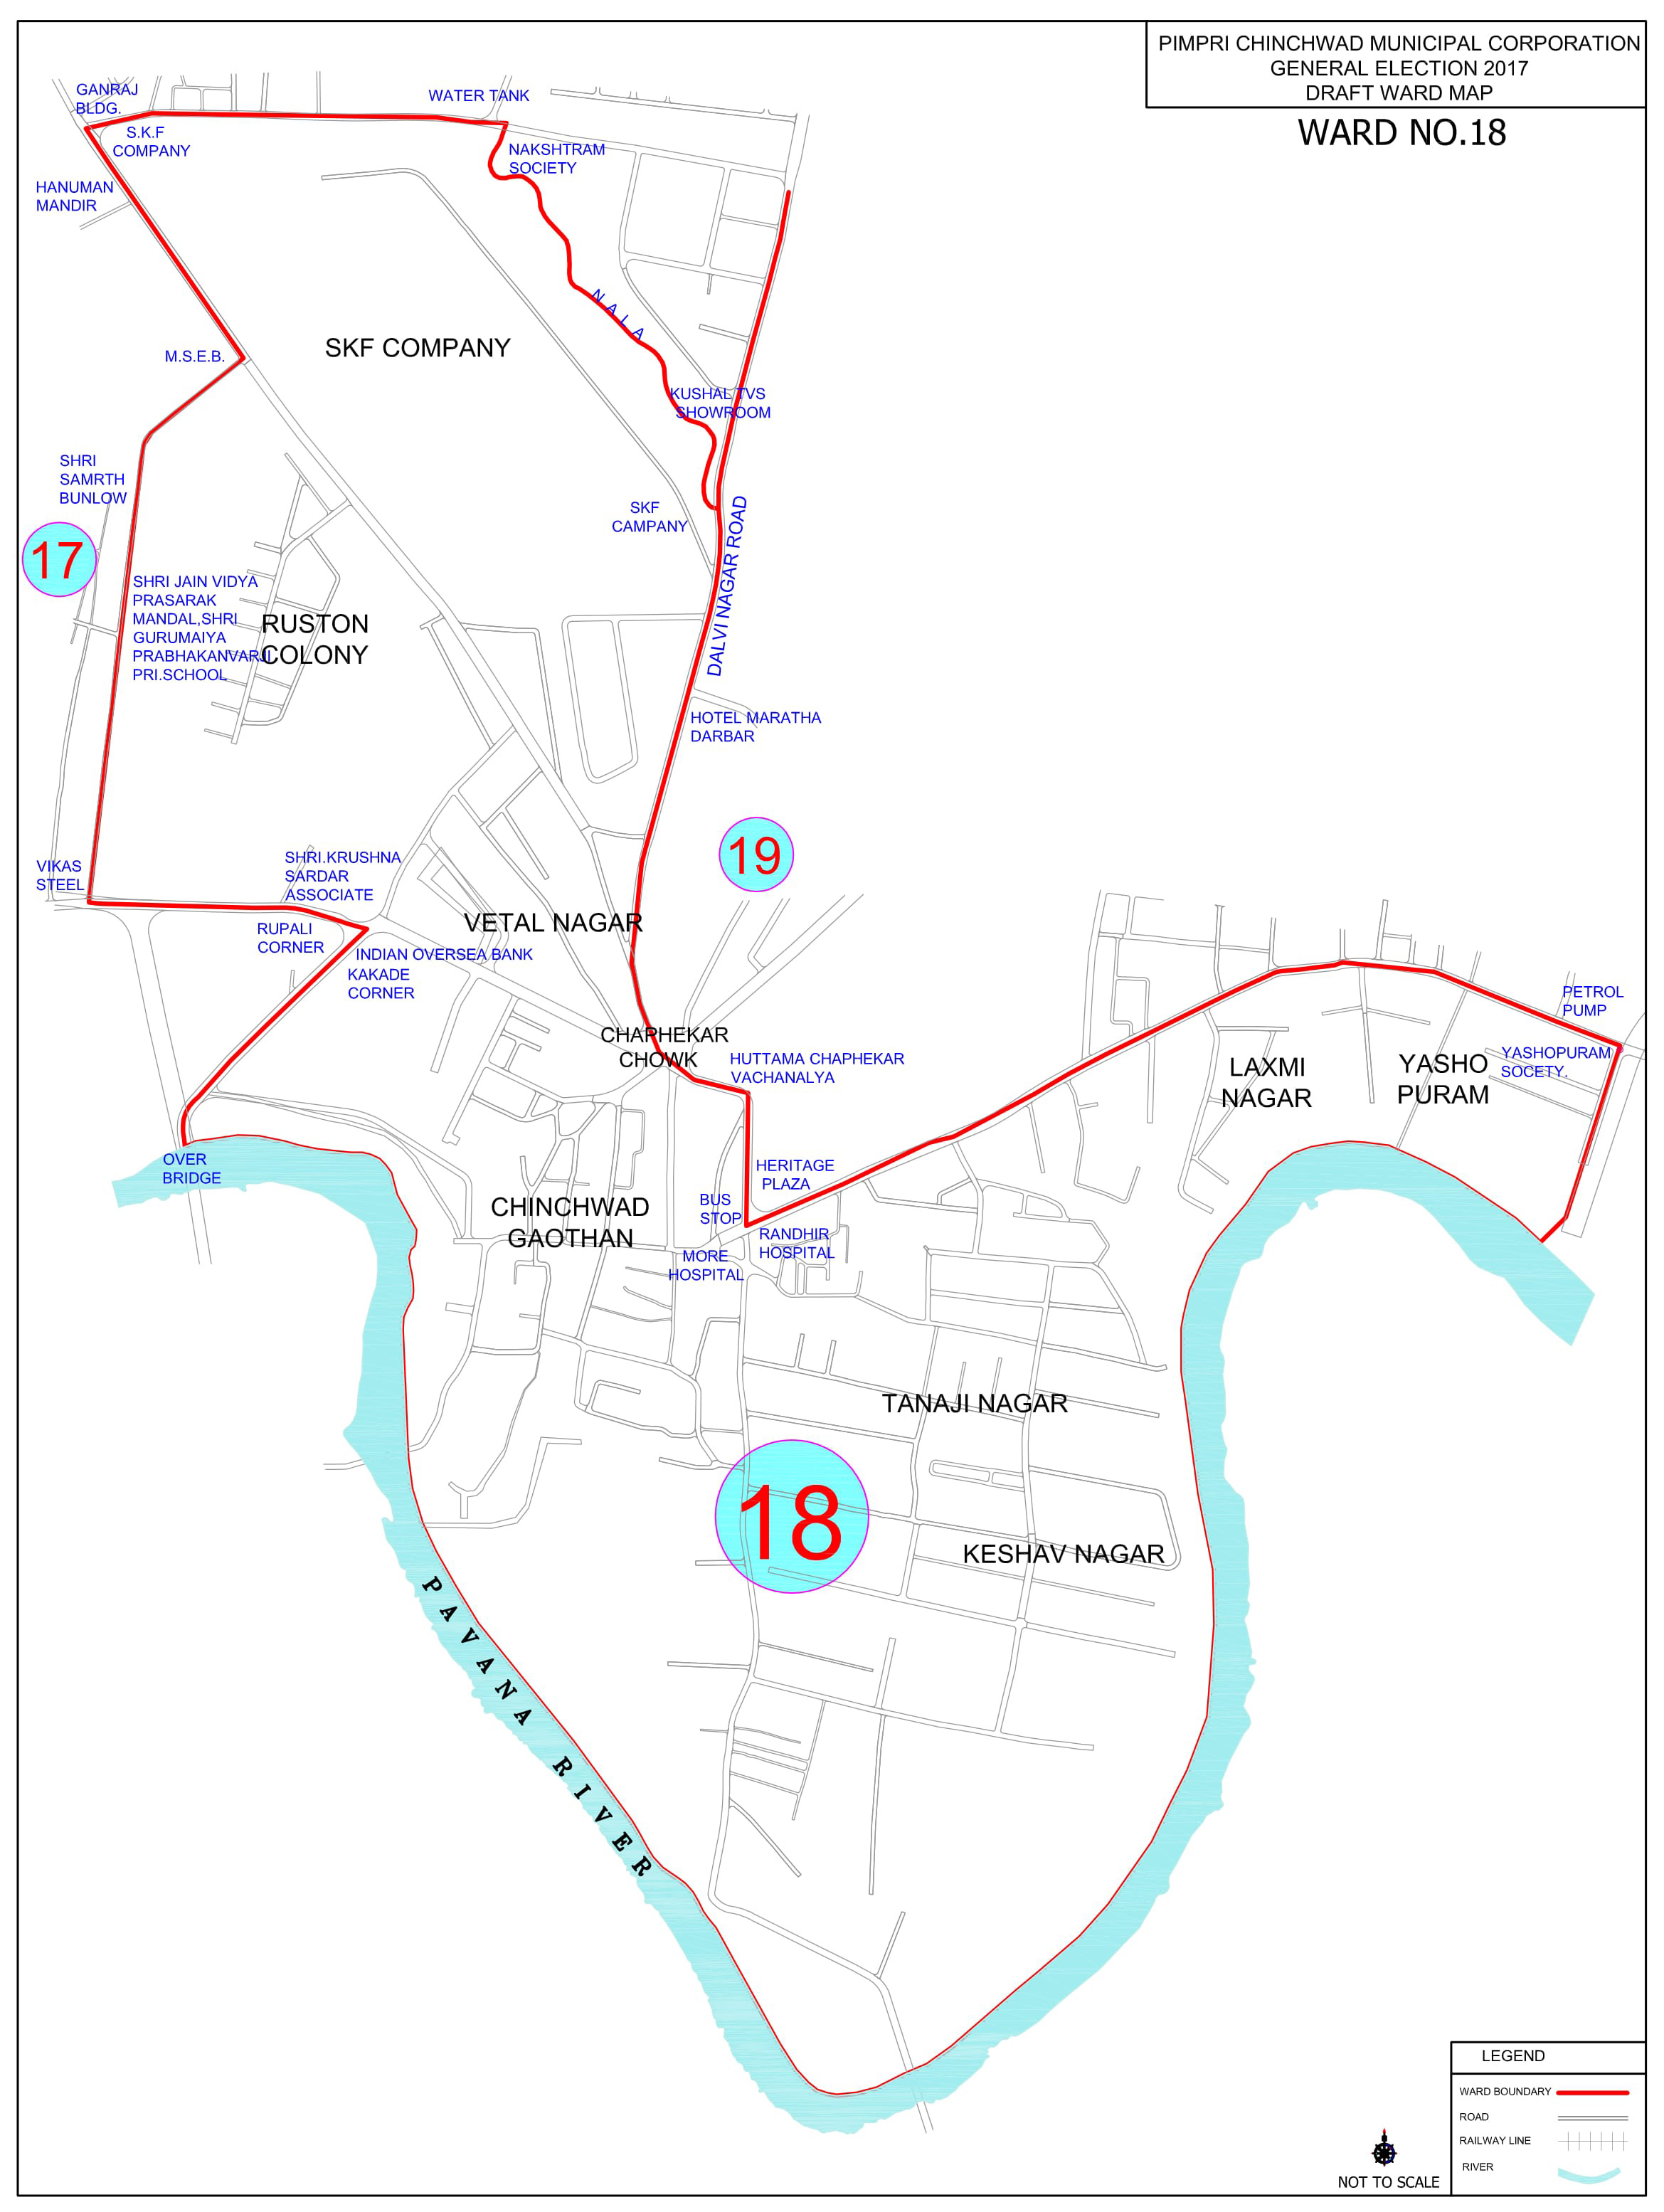 PIMPRI CHINCHWAD MUNICIPAL CORPORATION
GENERAL ELECTION 2017
DRAFT WARD MAP
WARD NO.18
GANRAJ
BLDG.
WATER TANK
S.K.F
COMPANY
NAKSHTRAM
SOCIETY
HANUMAN
MANDIR
NALA
SKF COMPANY
M.S.E.B.
KUSHAL TVS
SHOWROOM
SHRI
SAMRTH
BUNLOW
SKF
CAMPANY
DALVI NAGAR ROAD
17
SHRI JAIN VIDYA
PRASARAK
MANDAL,SHRI
GURUMAIYA
PRABHAKANVARJI
PRI.SCHOOL
RUSTON
COLONY
HOTEL MARATHA
DARBAR
19
VIKAS
STEEL
SHRI.KRUSHNA
SARDAR
ASSOCIATE
VETAL NAGAR
RUPALI
CORNER
INDIAN OVERSEA BANK
KAKADE
CORNER
PETROL
PUMP
CHAPHEKAR
CHOWK
HUTTAMA CHAPHEKAR
VACHANALYA
LAXMI
NAGAR
YASHO
PURAM
YASHOPURAM
SOCETY.
OVER
BRIDGE
HERITAGE
PLAZA
BUS
STOP
CHINCHWAD
GAOTHAN
RANDHIR
HOSPITAL
MORE
HOSPITAL
TANAJI NAGAR
18
KESHAV NAGAR
PAVANA RIVER
LEGEND
WARD BOUNDARY
ROAD
RAILWAY LINE
RIVER
NOT TO SCALE